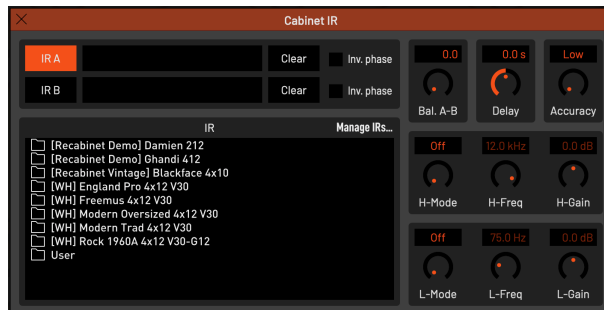 Cabinet IR
IR A
Clear
Inv. phase
IR B
Clear
Inv. phase
0.0
0.0 s
Low
Bal. A-B
Delay
Accuracy
IR
Manage IRs...
[Recabinet Demo] Damien 212
[Recabinet Demo] Ghandi 412
[Recabinet Vintage] Blackface 4x10
[WH] England Pro 4x12 V30
[WH] Freemus 4x12 V30
[WH] Modern Oversized 4x12 V30
[WH] Modern Trad 4x12 V30
[WH] Rock 1960A 4x12 V30-G12
User
Off
12.0 kHz
0.0 dB
H-Mode
H-Freq
H-Gain
Off
75.0 Hz
0.0 dB
L-Mode
L-Freq
L-Gain